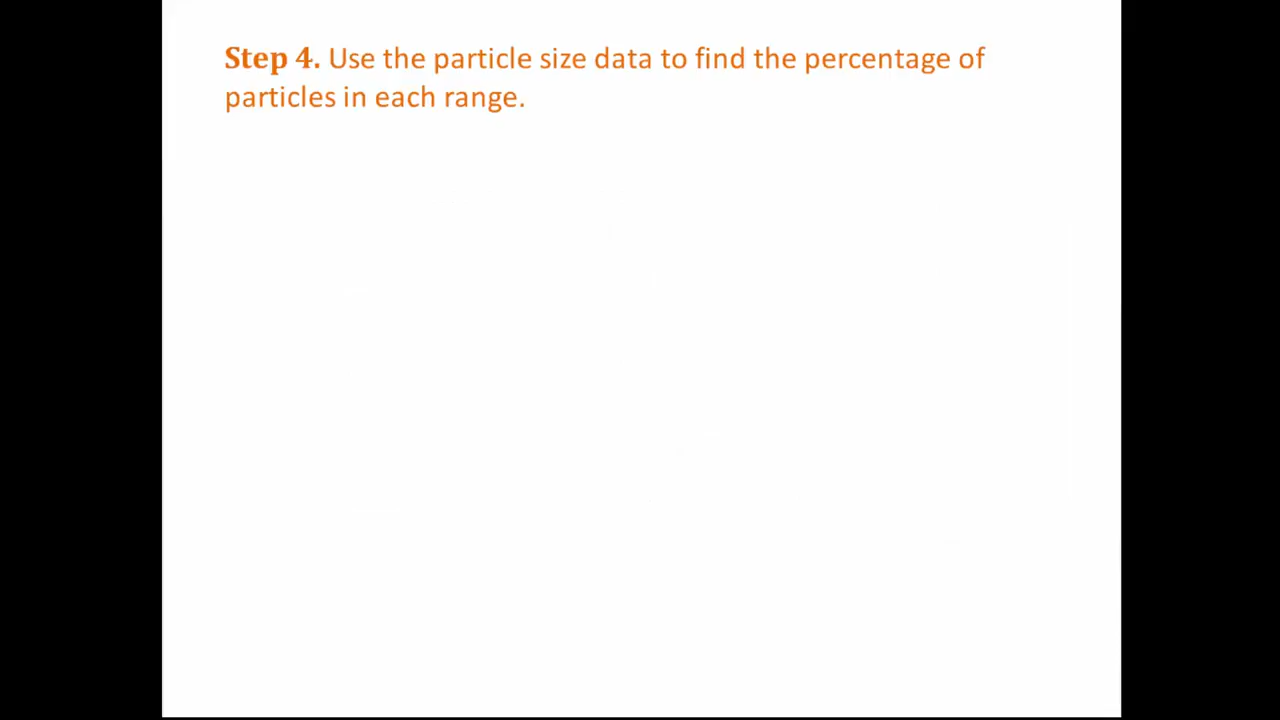 Step 4. Use the particle size data to find the percentage of
particles in each range.